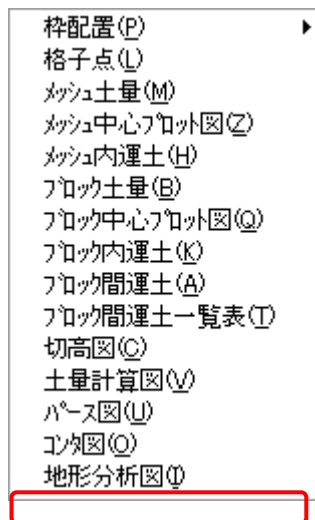 枠配置(P)
格子点(L)
ﾒｯｼｭ土量(M)
ﾒｯｼｭ中心ﾌﾟﾛｯﾄ図(Z)
ﾒｯｼｭ内運土(H)
ﾌﾞﾛｯｸ土量(B)
ﾌﾞﾛｯｸ中心ﾌﾟﾛｯﾄ図(Q)
ﾌﾞﾛｯｸ内運土(K)
ﾌﾞﾛｯｸ間運土(A)
ﾌﾞﾛｯｸ間運土一覧表(T)
切高図(C)
土量計算図(V)
ﾊﾟｰｽ図(U)
ｺﾝﾀ図(O)
地形分析図(I)